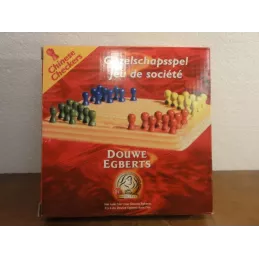 Chinese
Checkers
Gezelschapsspel
Jeu de société
DOUWE
EGBERTS